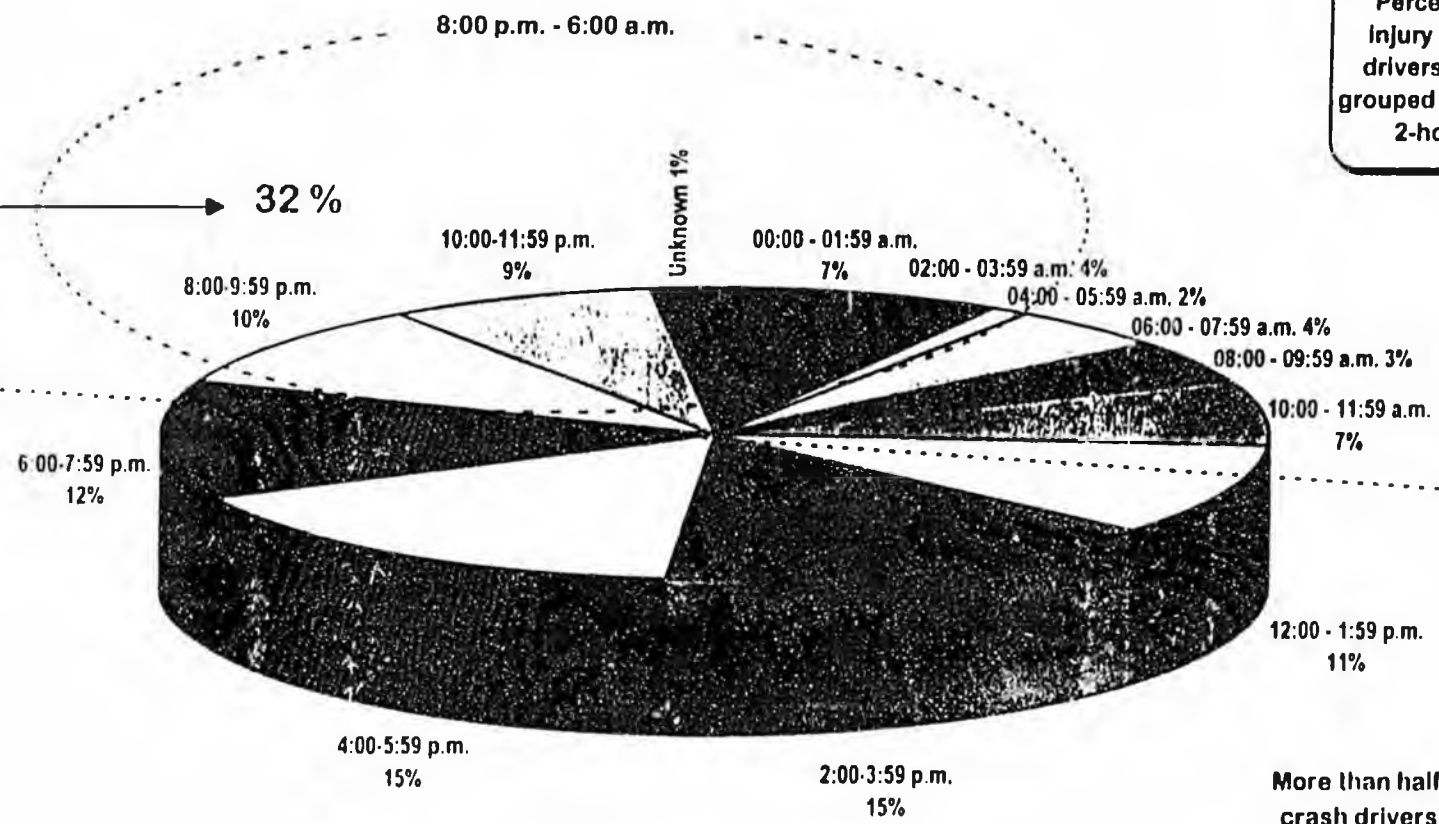 8:00 p.m. - 6:00 a.m.
injury
drivers
grouped
32%
Unknown 1%
10:00-11:59 p.m.
9%
00:00 - 01:59 a.m.
7%
02:00 - 03:59 a.m. 4%
8:00-9:59 p.m.
10%
04:00 - 05:59 a.m. 2%
06:00 - 07:59 a.m. 4%
08:00 - 09:59 a.m. 3%
10:00 - 11:59 a.m.
7%
6:00-7:59 p.m.
12%
12:00 - 1:59 p.m.
11%
4:00-5:59 p.m.
15%
2:00-3:59 p.m.
15%
More than half
crash drivers